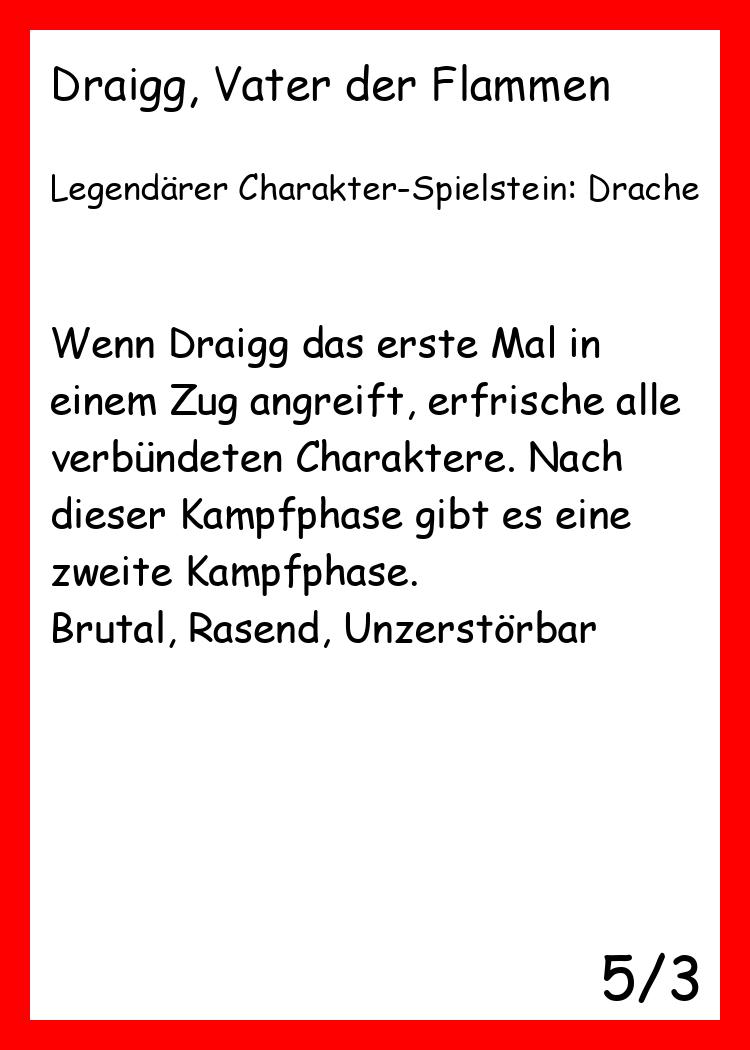 Draigg, Vater der Flammen
Legendärer Charakter-Spielstein: Drache
Wenn Draigg das erste Mal in
einem Zug angreift, erfrische alle
verbündeten Charaktere. Nach
dieser Kampfphase gibt es eine
zweite Kampfphase.
Brutal, Rasend, Unzerstörbar
5/3